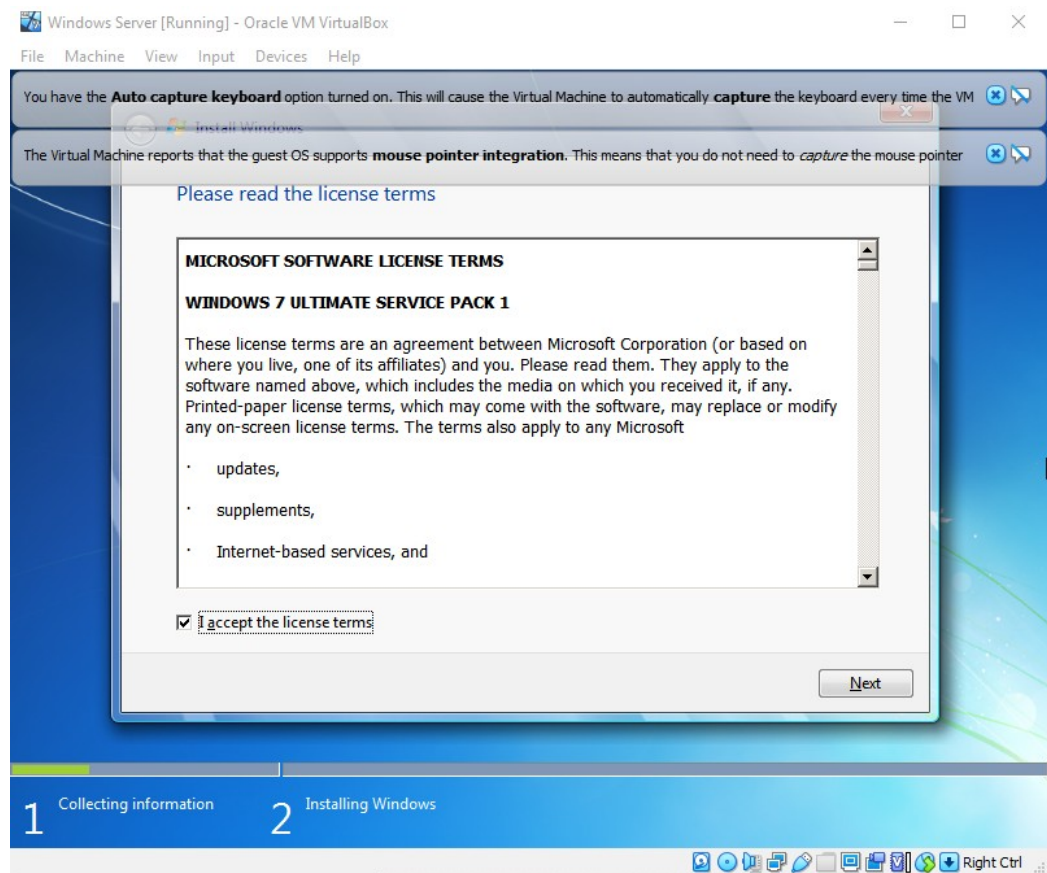 Windows Server [Running] - Oracle VM VirtualBox
File Machine View Input Devices Help
You have the Auto capture keyboard option turned on. This will cause the Virtual Machine to automatically capture the keyboard every time the VM
Install Windows
The Virtual Machine reports that the guest OS supports mouse pointer integration. This means that you do not need to capture the mouse pointer
Please read the license terms
MICROSOFT SOFTWARE LICENSE TERMS
WINDOWS 7 ULTIMATE SERVICE PACK 1
These license terms are an agreement between Microsoft Corporation (or based on
where you live, one of its affiliates) and you. Please read them. They apply to the
software named above, which includes the media on which you received it, if any.
Printed-paper license terms, which may come with the software, may replace or modify
any on-screen license terms. The terms also apply to any Microsoft
· updates,
· supplements,
· Internet-based services, and
I accept the license terms
Next
1 Collecting information 2 Installing Windows
Right Ctrl